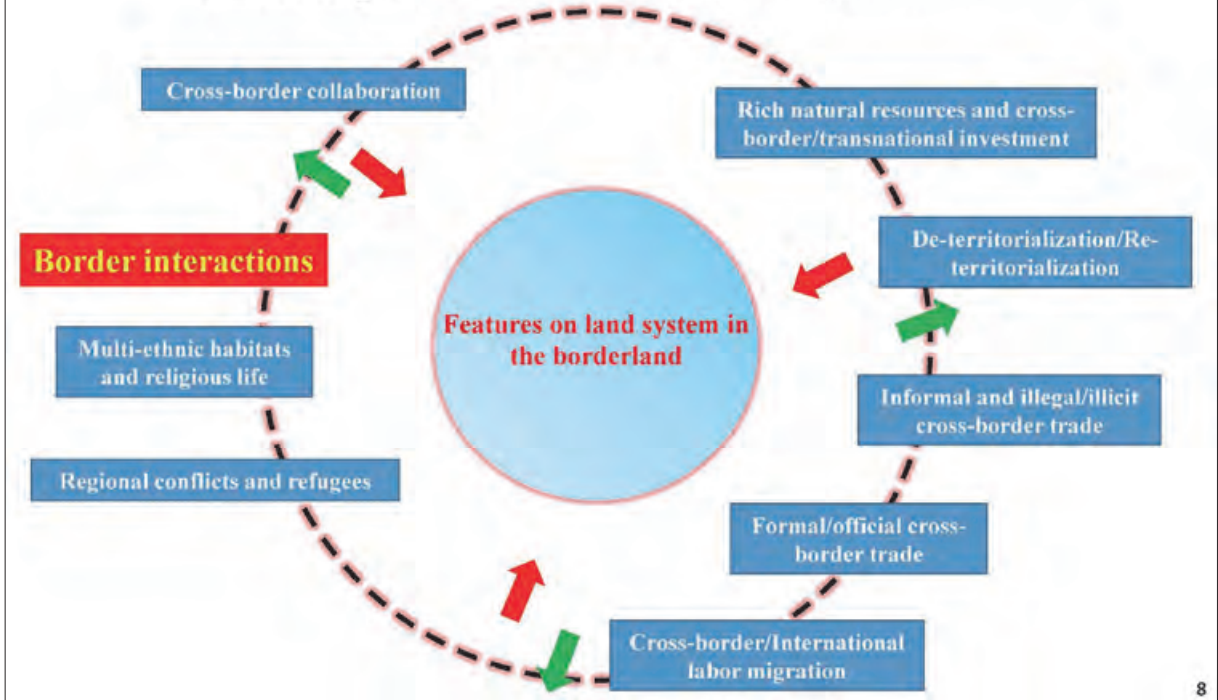 Cross-border collaboration
Rich natural resources and cross-
border/transnational investment
De-territorialization/Re-
territorialization
Border interactions
Features on land system in
the borderland
Multi-ethnic habitats
and religious life
Informal and illegal/illicit
cross-border trade
Regional conflicts and refugees
Formal/official cross-
border trade
Cross-border/International
labor migration
8